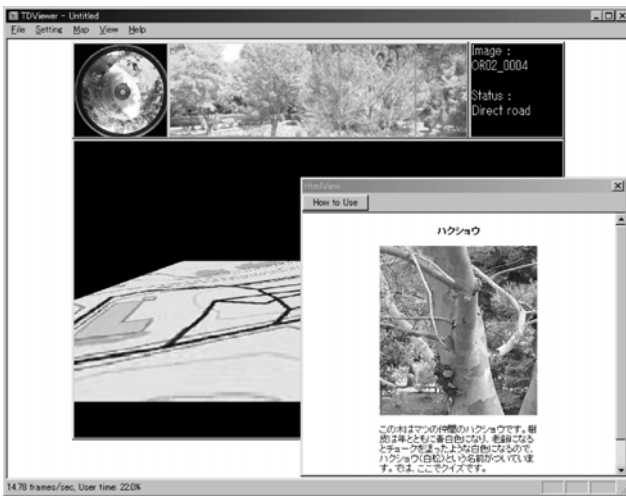 TDViewer - Untitled
File Setting Map View Help
Image :
OR02_0004
Status :
Direct road
HtmlView
How to Use
ハクショウ
この木はマツの仲間のハクショウです。樹
皮は年とともに青白色になり、老齢になる
とチョークを塗ったような白色になるので、
ハクショウ(白松)という名前がついていま
す。では、ここでクイズです。
14.78 frames/sec, User time: 22.0%